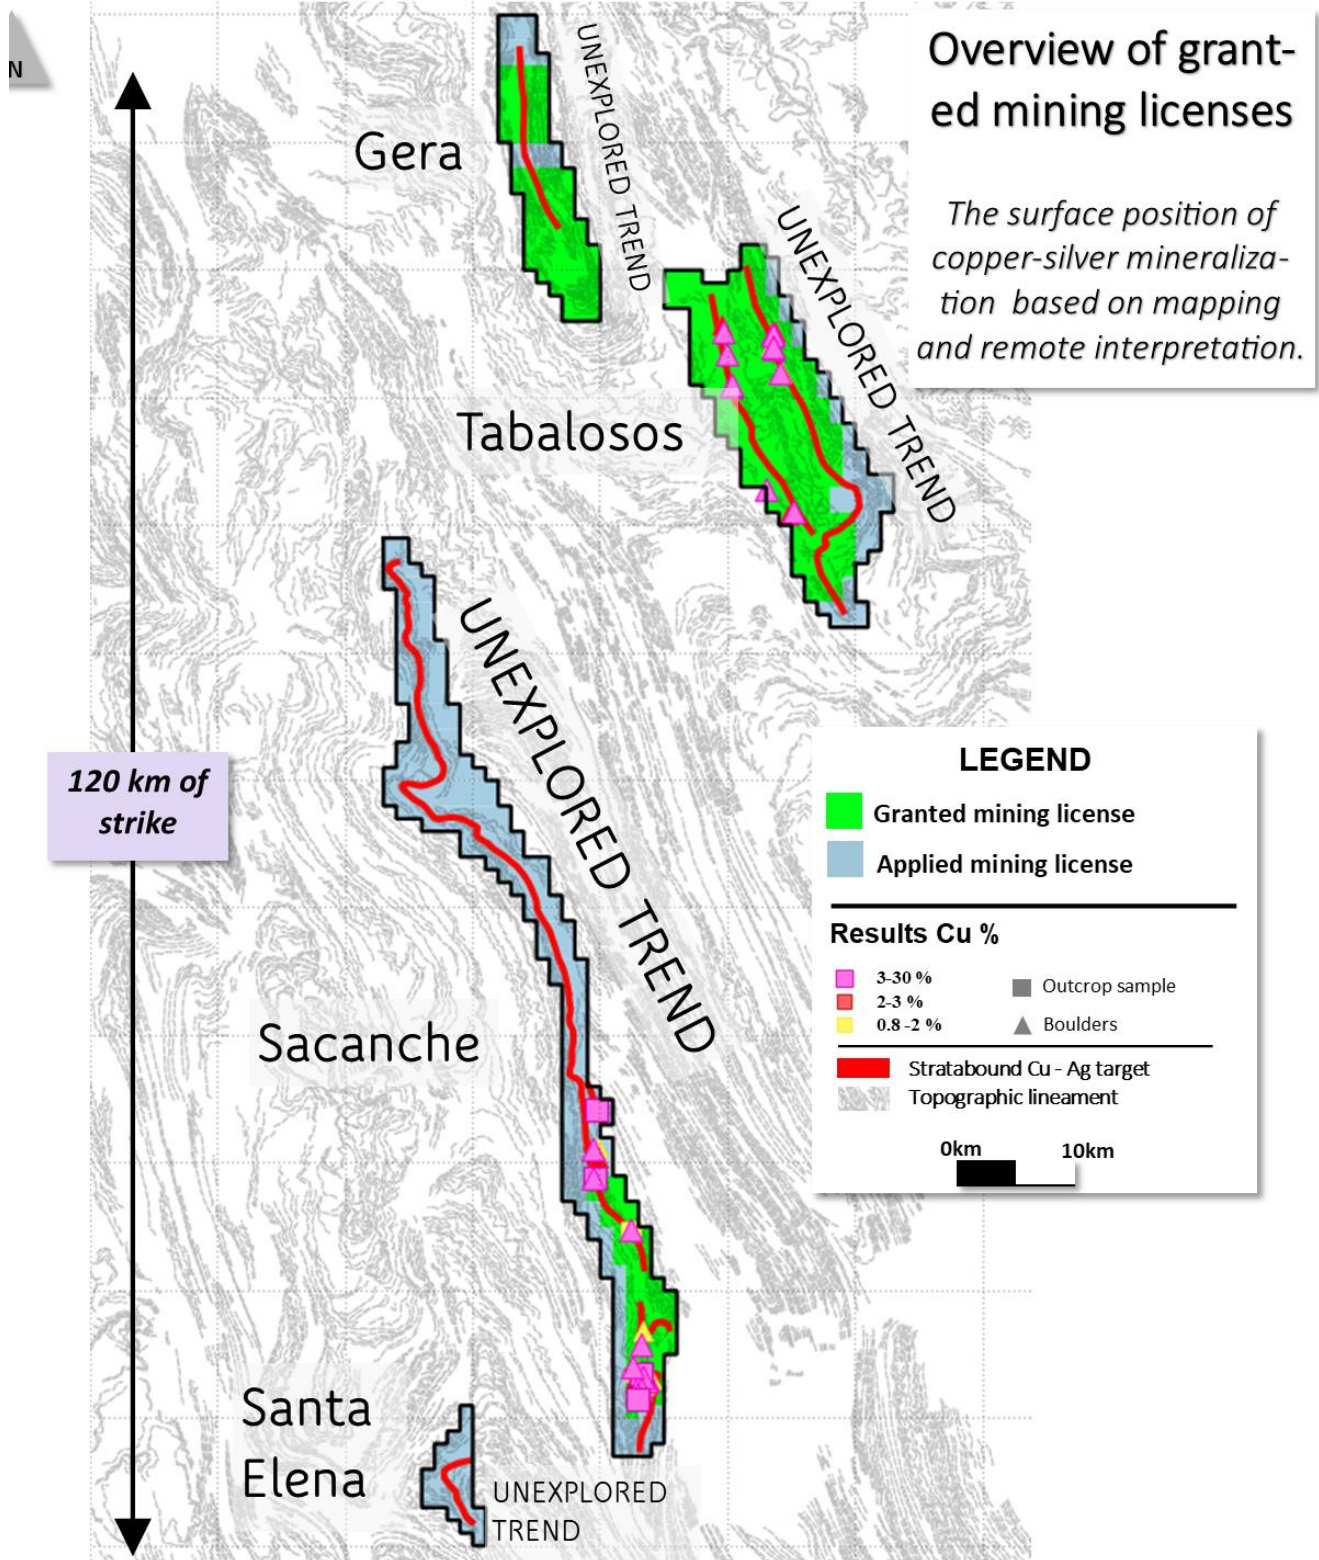 N
Overview of grant-
ed mining licenses
The surface position of
copper-silver mineraliza-
tion based on mapping
and remote interpretation.
UNEXPLORED TREND
Gera
UNEXPLORED TREND
Tabalosos
UNEXPLORED TREND
120 km of
strike
Sacanche
LEGEND
Granted mining license
Applied mining license
Results Cu %
3-30 %
2-3 %
0.8 -2 %
Outcrop sample
Boulders
Stratabound Cu - Ag target
Topographic lineament
0km 10km
Santa
Elena
UNEXPLORED
TREND